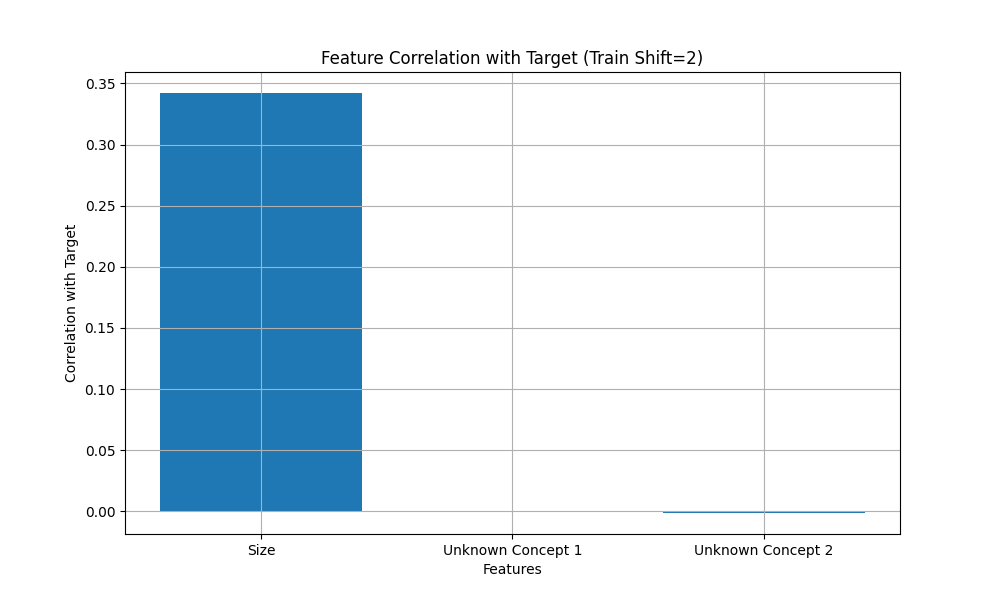 Feature Correlation with Target (Train Shift=2)
0.35
0.30
0.25
0.20
0.15
0.10
0.05
0.00
Correlation with Target
Size
Unknown Concept 1
Unknown Concept 2
Features